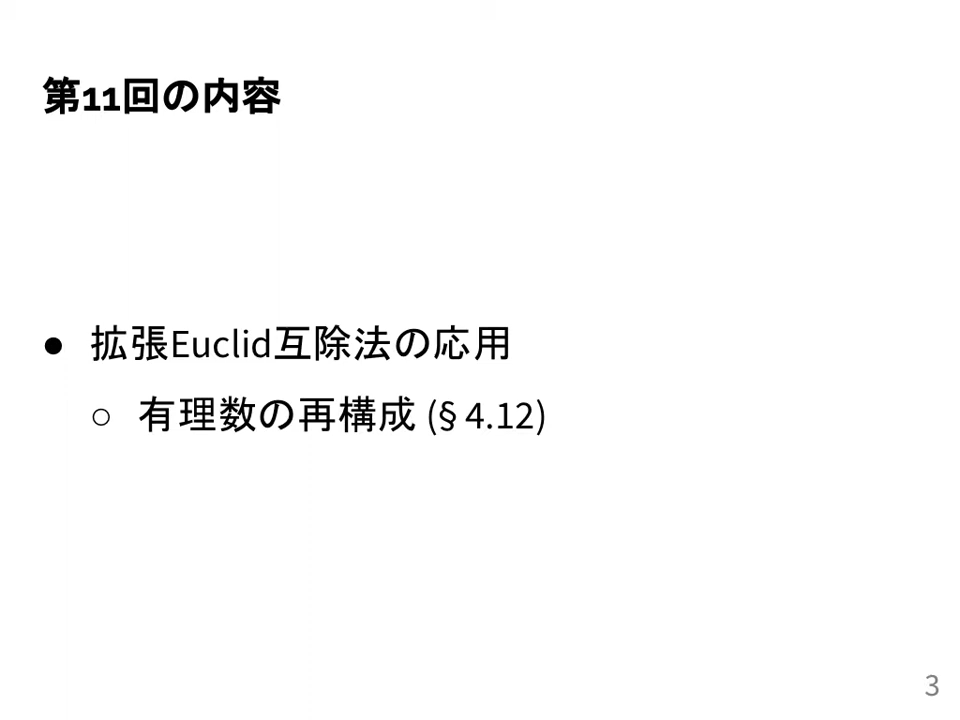 第11回の内容
● 拡張Euclid互除法の応用
○ 有理数の再構成 (§ 4.12)
3